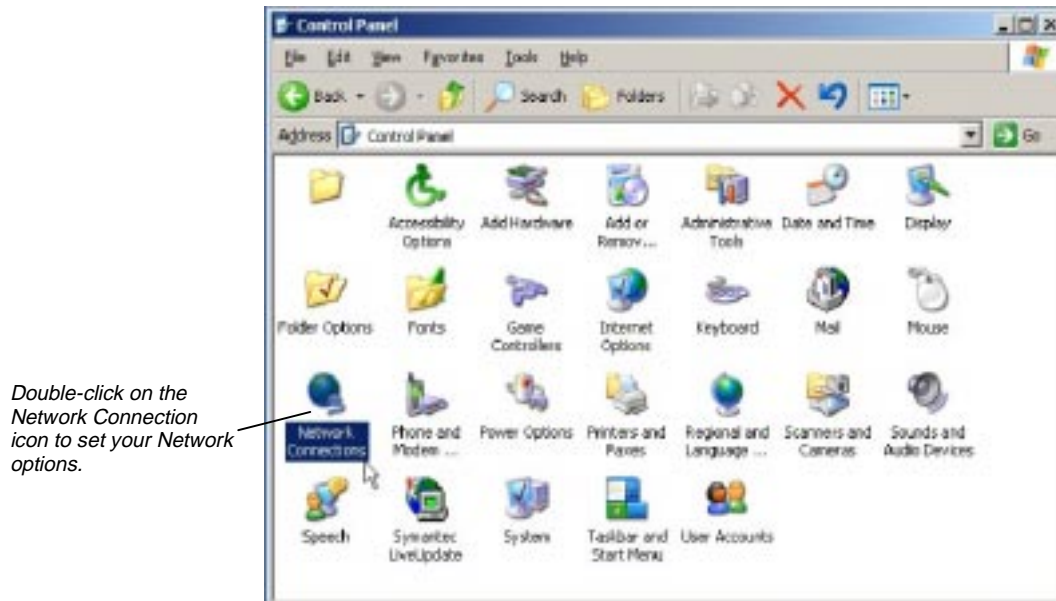 Control Panel
File Edit View Favorites Tools Help
Back Search Folders
Address Control Panel Go
Accessibility Options
Add Hardware
Add or Remov...
Administrative Tools
Date and Time
Display
Folder Options
Fonts
Game Controllers
Internet Options
Keyboard
Mail
Mouse
Double-click on the
Network Connection
icon to set your Network
options.
Network Connections
Phone and Modem ...
Power Options
Printers and Faxes
Regional and Language ...
Scanners and Cameras
Sounds and Audio Devices
Speech
Symantec LiveUpdate
System
Taskbar and Start Menu
User Accounts